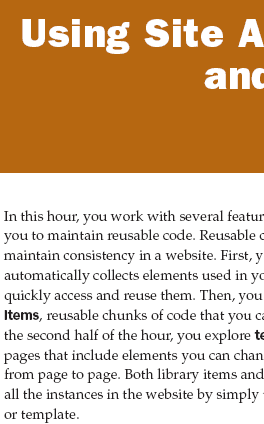 Using Site A
and
In this hour, you work with several featur
you to maintain reusable code. Reusable c
maintain consistency in a website. First, y
automatically collects elements used in yo
quickly access and reuse them. Then, you
items, reusable chunks of code that you ca
the second half of the hour, you explore te
pages that include elements you can chan
from page to page. Both library items and
all the instances in the website by simply
or template.